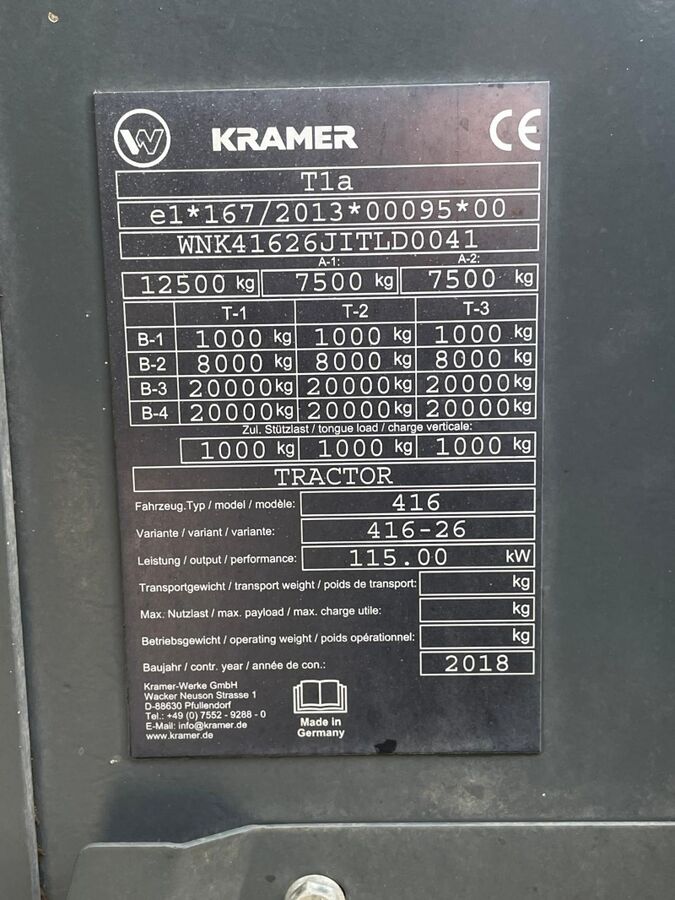 W KRAMER CE
T1a
e1*167/2013*00095*00
WNK41626JITLD0041
A-1: A-2:
12500 kg 7500 kg 7500 kg
T-1 T-2 T-3
B-1 1000 kg 1000 kg 1000 kg
B-2 8000 kg 8000 kg 8000 kg
B-3 20000 kg 20000 kg 20000 kg
B-4 20000 kg 20000 kg 20000 kg
Zul. Stützlast / tongue load / charge verticale:
1000 kg 1000 kg 1000 kg
TRACTOR
Fahrzeug.Typ / model / modèle: 416
Variante / variant / variante: 416-26
Leistung / output / performance: 115.00 kW
Transportgewicht / transport weight / poids de transport: kg
Max. Nutzlast / max. payload / max. charge utile: kg
Betriebsgewicht / operating weight / poids opérationnel: kg
Baujahr / contr. year / année de con.: 2018
Kramer-Werke GmbH
Wacker Neuson Strasse 1
D-88630 Pfullendorf
Tel.: +49 (0) 7552 - 9288 - 0
E-Mail: info@kramer.de
www.kramer.de
Made in
Germany